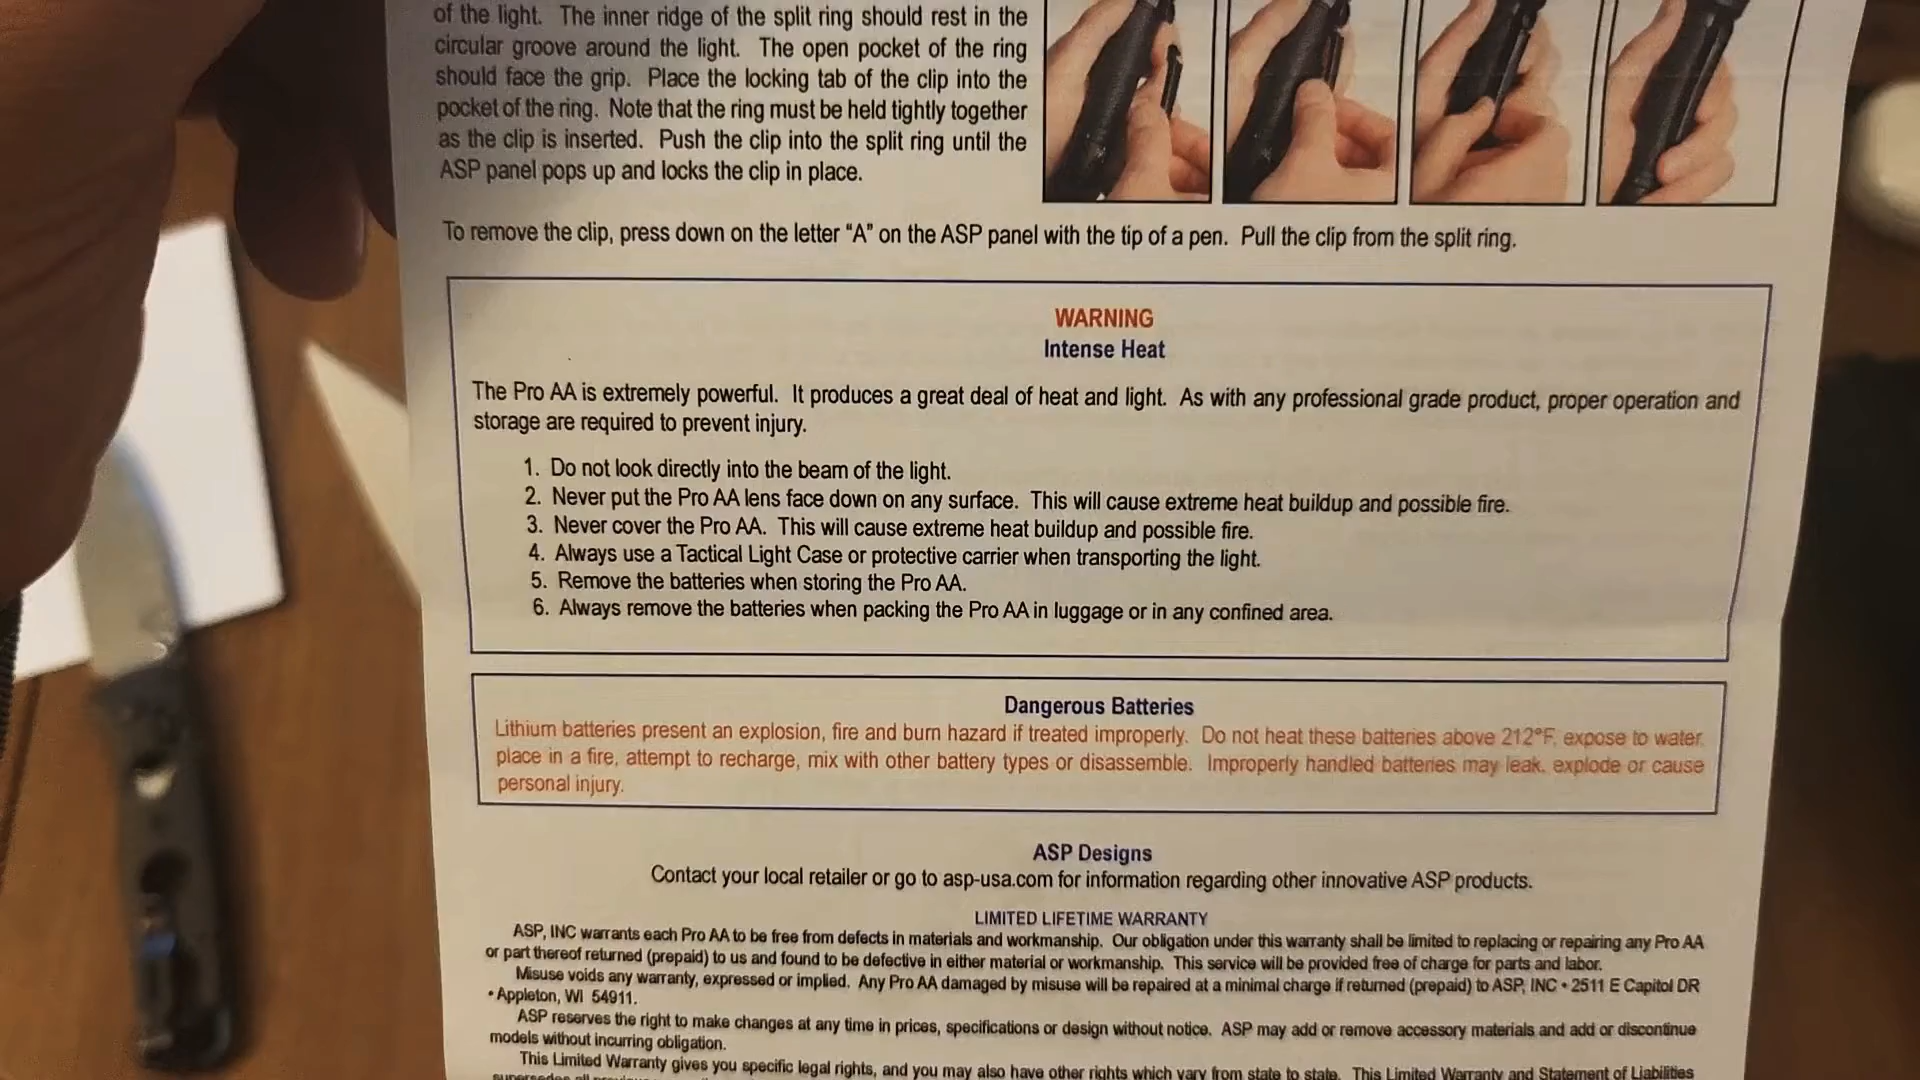 of the light. The inner ridge of the split ring should rest in the
circular groove around the light. The open pocket of the ring
should face the grip. Place the locking tab of the clip into the
pocket of the ring. Note that the ring must be held tightly together
as the clip is inserted. Push the clip into the split ring until the
ASP panel pops up and locks the clip in place.
To remove the clip, press down on the letter “A” on the ASP panel with the tip of a pen. Pull the clip from the split ring.
WARNING
Intense Heat
The Pro AA is extremely powerful. It produces a great deal of heat and light. As with any professional grade product, proper operation and
storage are required to prevent injury.
1. Do not look directly into the beam of the light.
2. Never put the Pro AA lens face down on any surface. This will cause extreme heat buildup and possible fire.
3. Never cover the Pro AA. This will cause extreme heat buildup and possible fire.
4. Always use a Tactical Light Case or protective carrier when transporting the light.
5. Remove the batteries when storing the Pro AA.
6. Always remove the batteries when packing the Pro AA in luggage or in any confined area.
Dangerous Batteries
Lithium batteries present an explosion, fire and burn hazard if treated improperly. Do not heat these batteries above 212°F, expose to water,
place in a fire, attempt to recharge, mix with other battery types or disassemble. Improperly handled batteries may leak, explode or cause
personal injury.
ASP Designs
Contact your local retailer or go to asp-usa.com for information regarding other innovative ASP products.
LIMITED LIFETIME WARRANTY
ASP, INC warrants each Pro AA to be free from defects in materials and workmanship. Our obligation under this warranty shall be limited to replacing or repairing any Pro AA
or part thereof returned (prepaid) to us and found to be defective in either material or workmanship. This service will be provided free of charge for parts and labor.
Misuse voids any warranty, expressed or implied. Any Pro AA damaged by misuse will be repaired at a minimal charge if returned (prepaid) to ASP, INC • 2511 E Capitol DR
• Appleton, WI 54911.
ASP reserves the right to make changes at any time in prices, specifications or design without notice. ASP may add or remove accessory materials and add or discontinue
models without incurring obligation.
This Limited Warranty gives you specific legal rights, and you may also have other rights which vary from state to state. This Limited Warranty and Statement of Liabilities